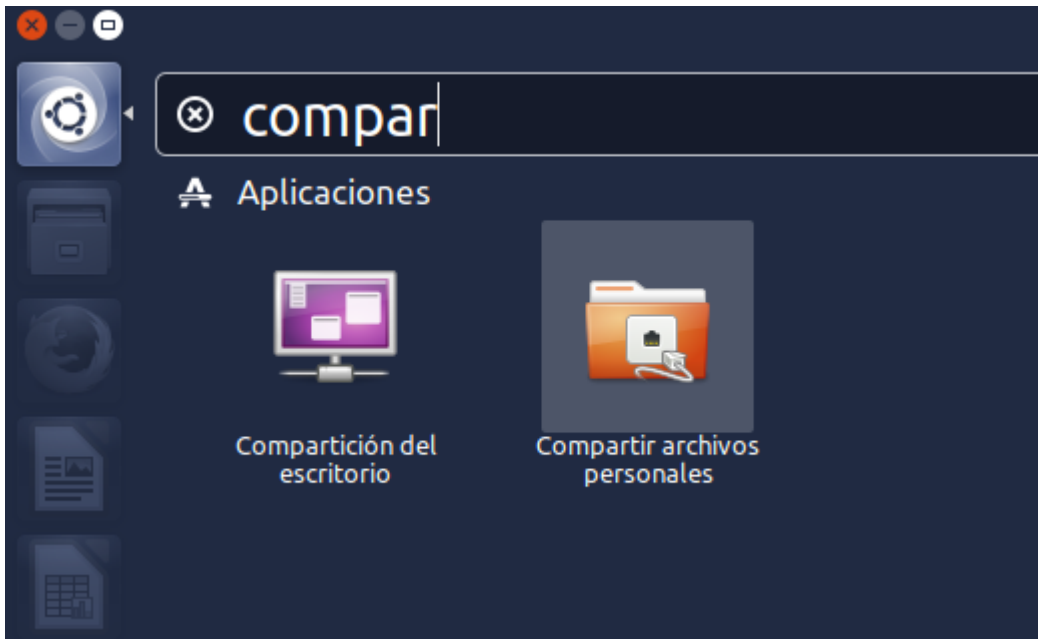 compar
Aplicaciones
Compartición del
escritorio
Compartir archivos
personales